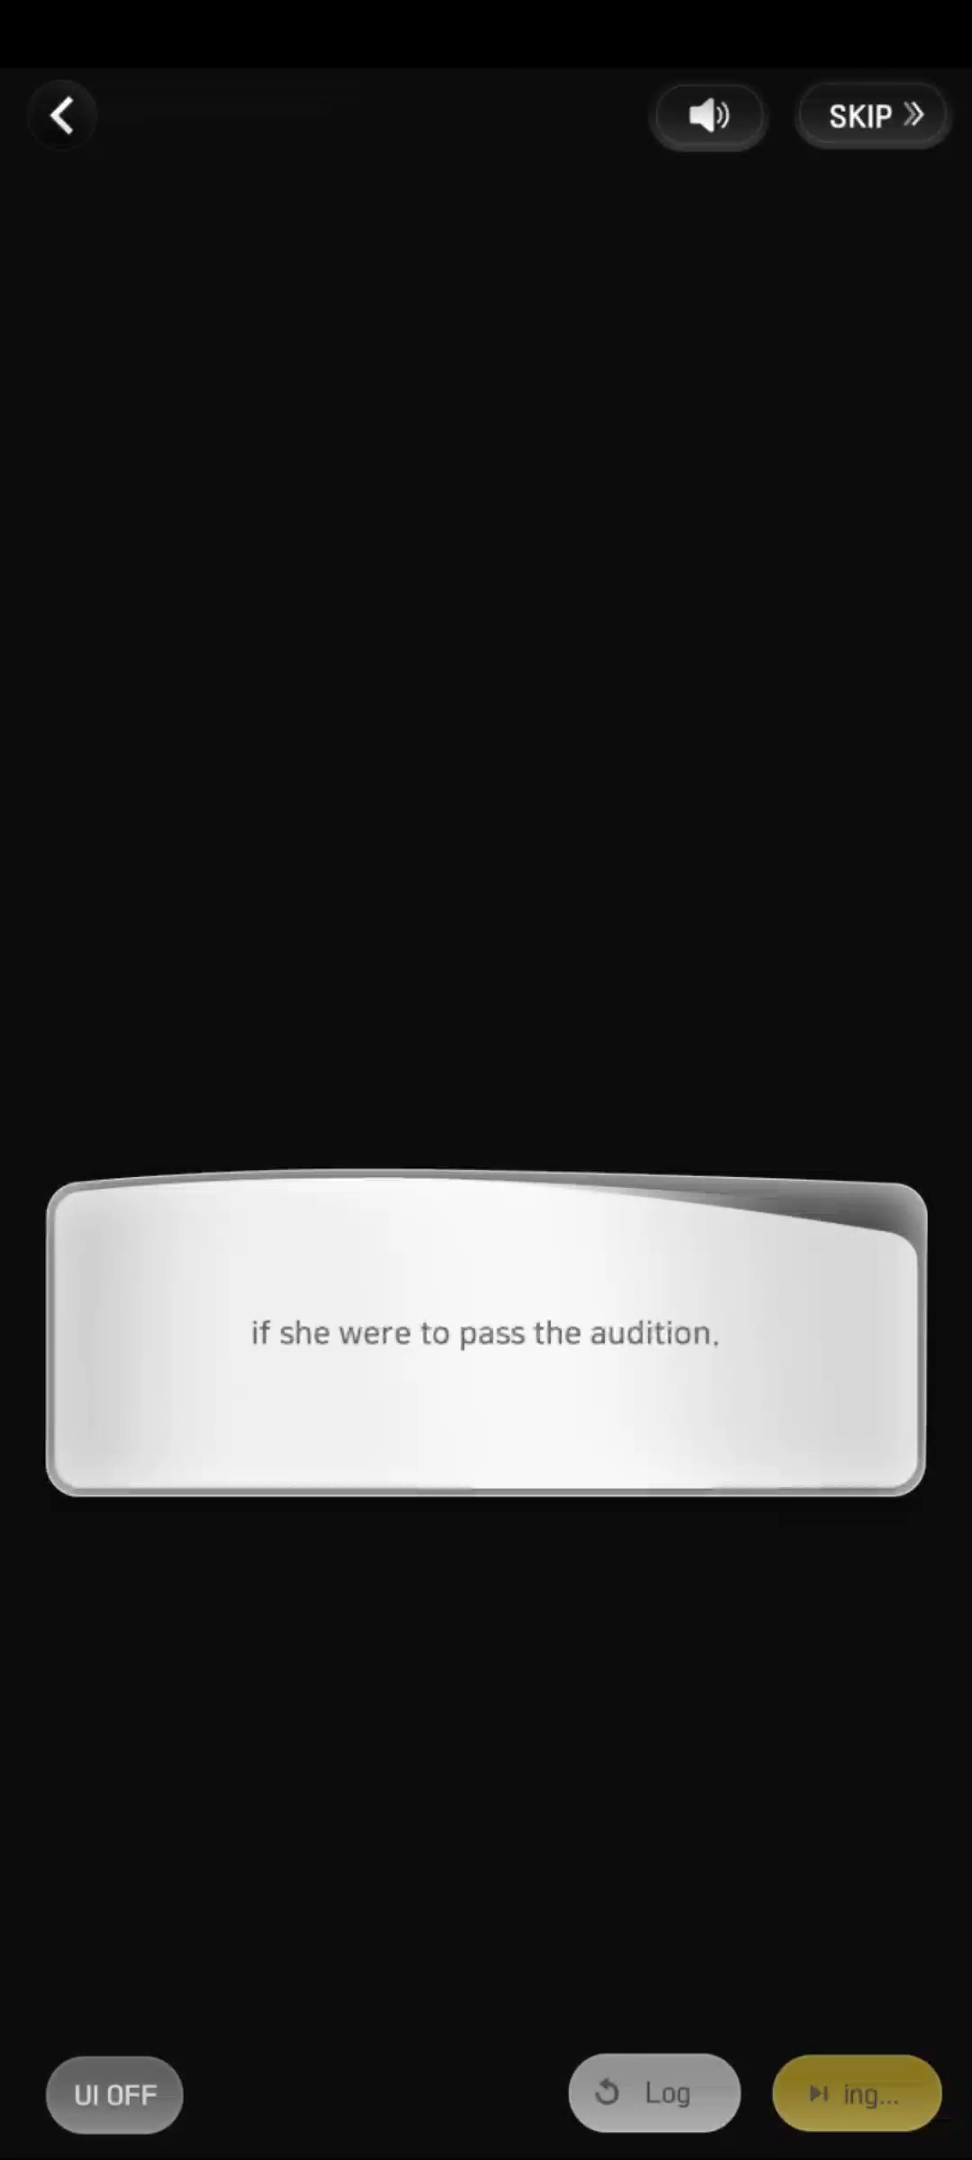 SKIP
if she were to pass the audition.
UI OFF
Log
ing...